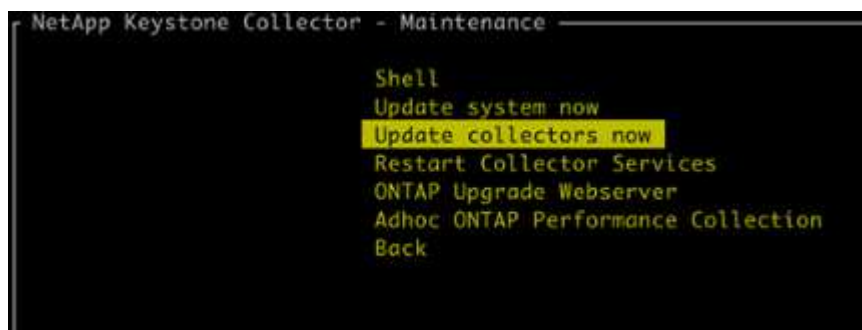 NetApp Keystone Collector - Maintenance
Shell
Update system now
Update collectors now
Restart Collector Services
ONTAP Upgrade Webserver
Adhoc ONTAP Performance Collection
Back